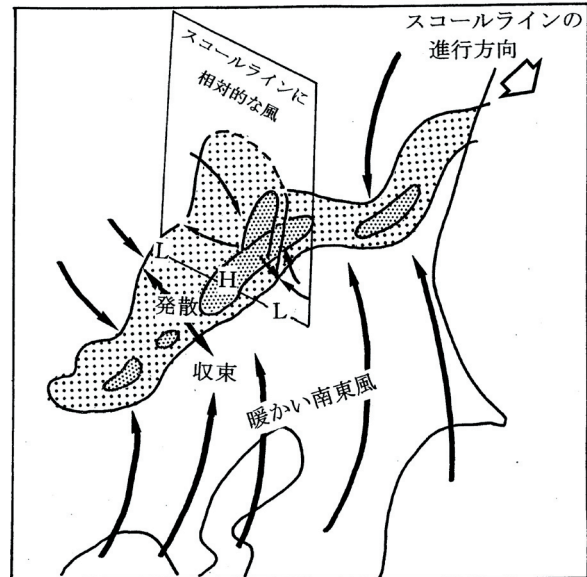 スコールラインの
進行方向
スコールラインに
相対的な風
L
H
発散
L
収束
暖かい南東風